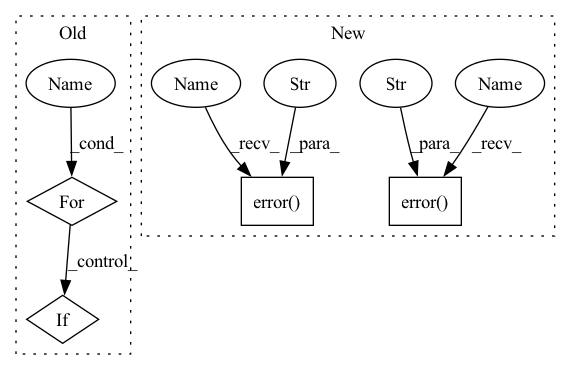 Old
New
Name
Name
Str
Str
Name
_cond_
_recv_
_para_
_para_
_recv_
For
error()
error()
_control_
If